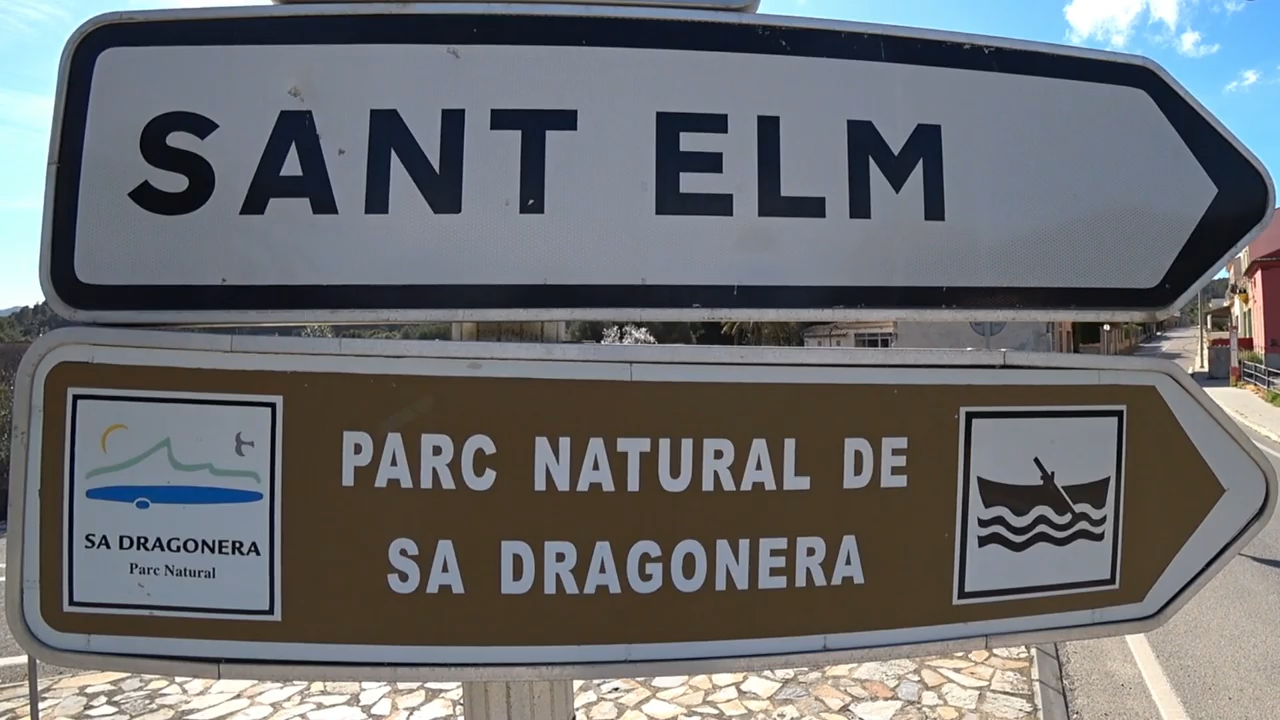 SANT ELM
PARC NATURAL DE
SA DRAGONERA
SA DRAGONERA
Parc Natural